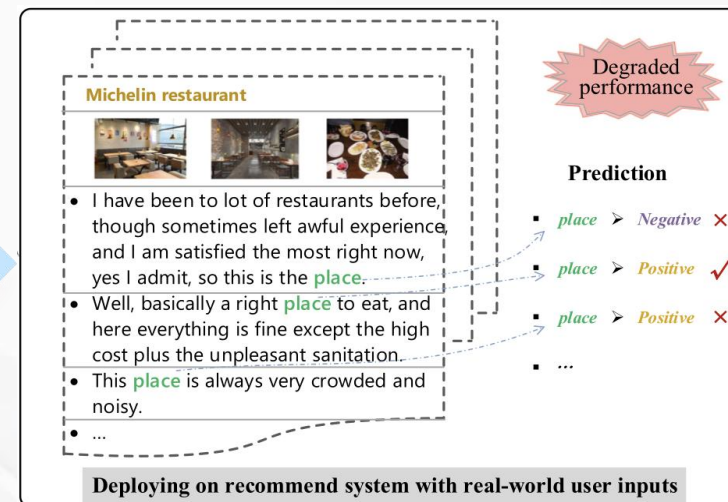 Michelin restaurant
• I have been to lot of restaurants before,
though sometimes left awful experience,
and I am satisfied the most right now,
yes I admit, so this is the place.
• Well, basically a right place to eat, and
here everything is fine except the high
cost plus the unpleasant sanitation.
• This place is always very crowded and
noisy.
• ...
Degraded
performance
Prediction
▪ place ➢ Negative ×
▪ place ➢ Positive ✓
▪ place ➢ Positive ×
▪ ...
Deploying on recommend system with real-world user inputs